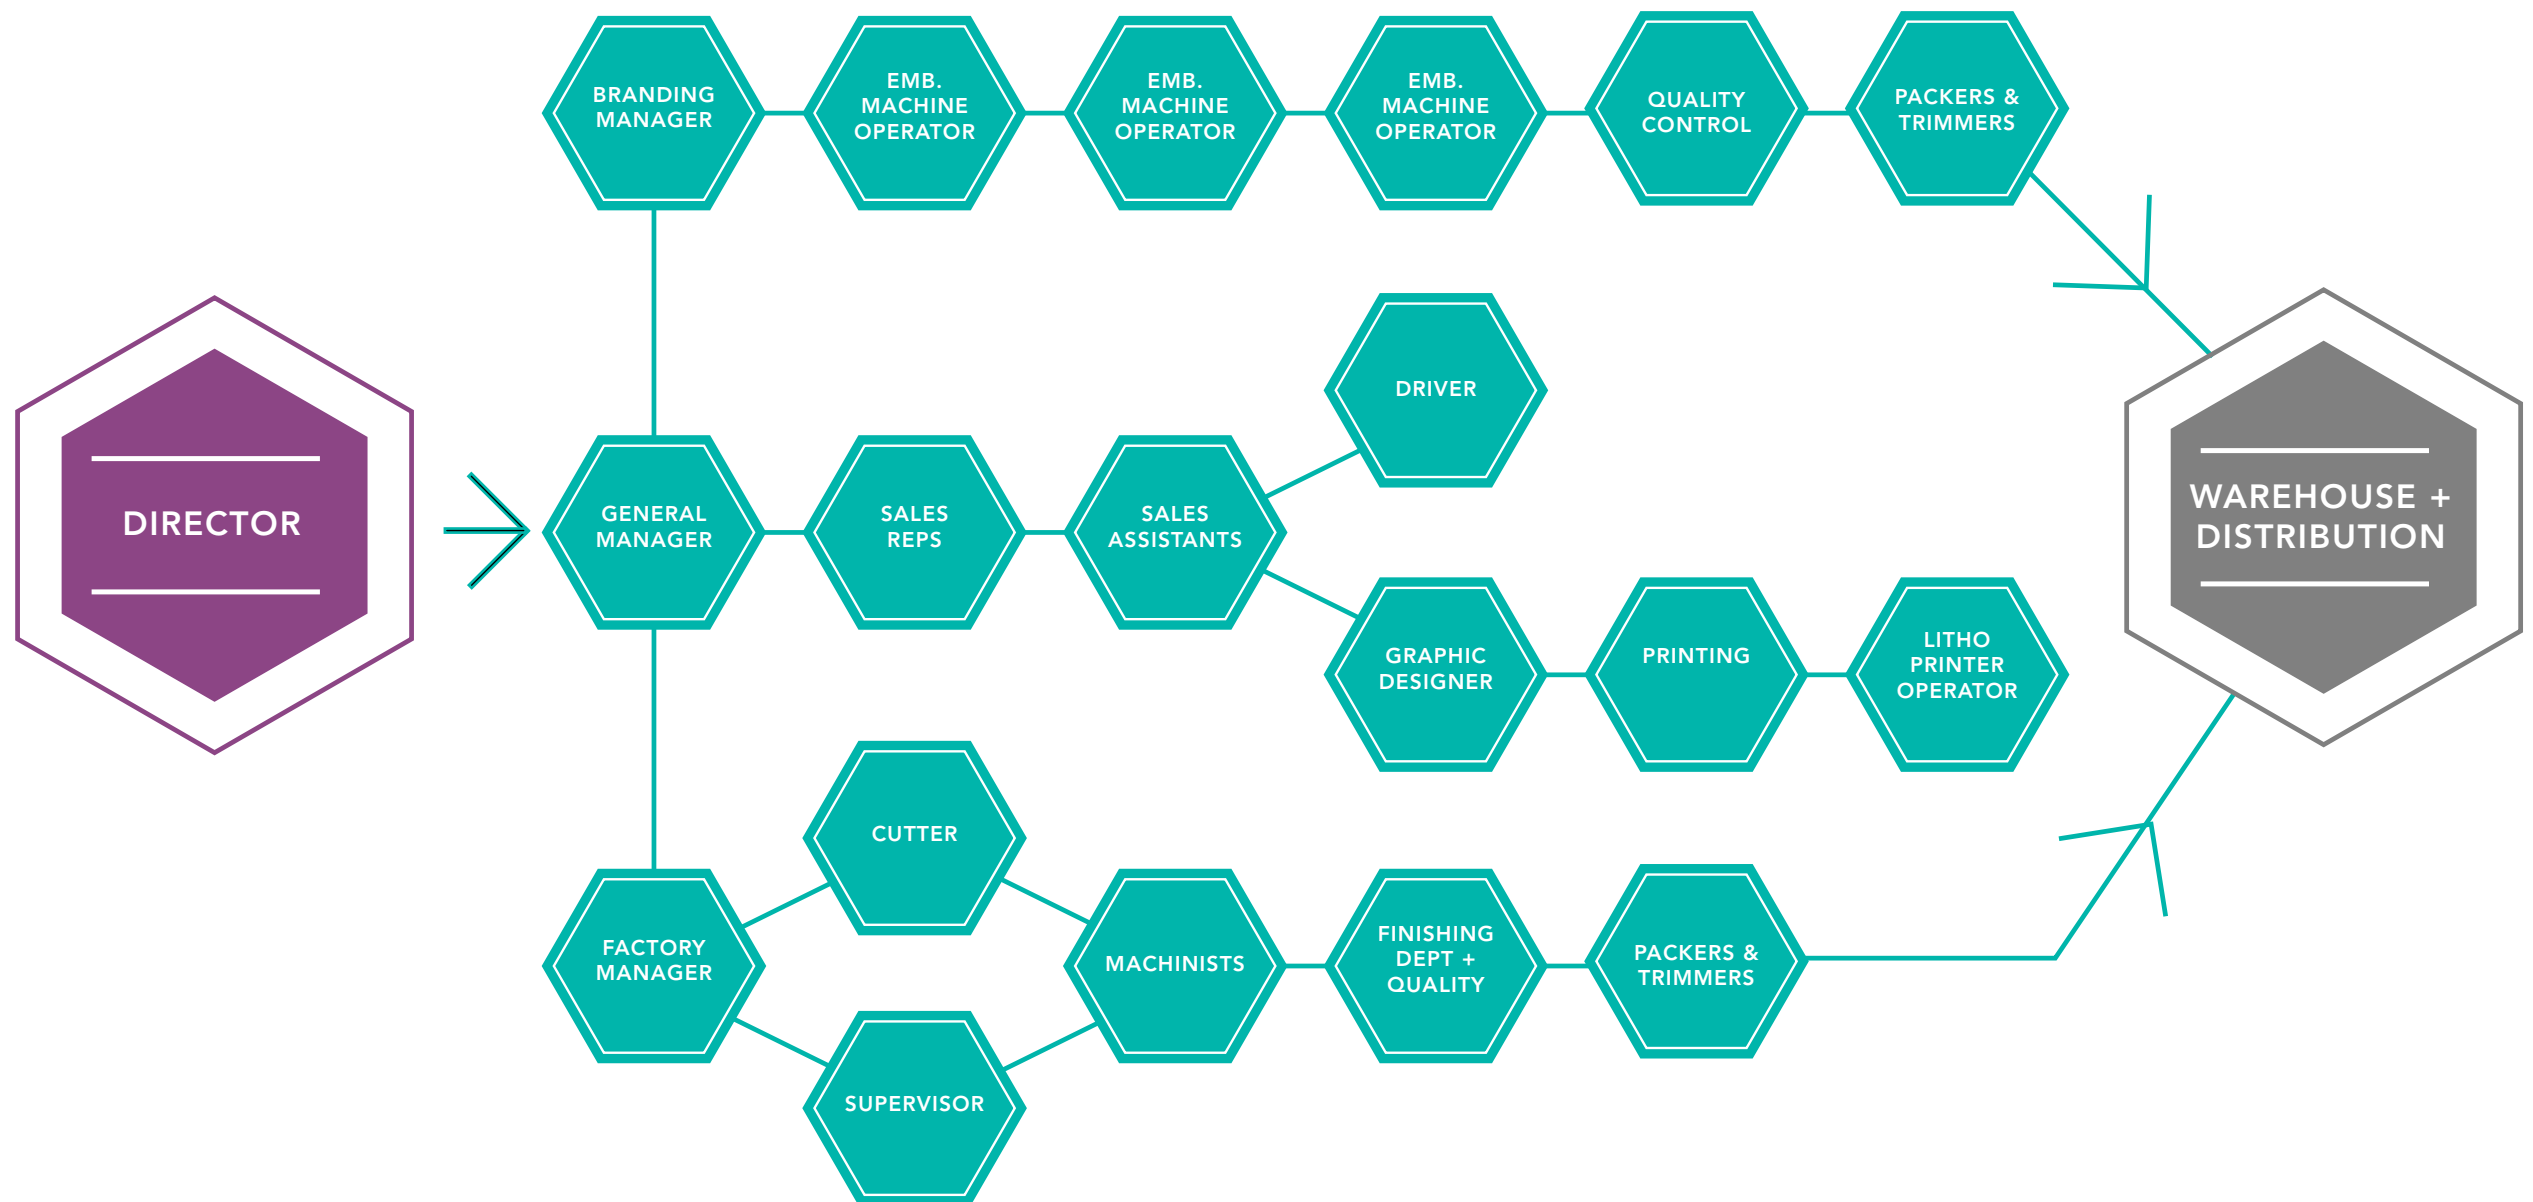 BRANDING
MANAGER
EMB.
MACHINE
OPERATOR
EMB.
MACHINE
OPERATOR
EMB.
MACHINE
OPERATOR
QUALITY
CONTROL
PACKERS &
TRIMMERS
DRIVER
DIRECTOR
GENERAL
MANAGER
SALES
REPS
SALES
ASSISTANTS
WAREHOUSE +
DISTRIBUTION
GRAPHIC
DESIGNER
PRINTING
LITHO
PRINTER
OPERATOR
CUTTER
FACTORY
MANAGER
MACHINISTS
FINISHING
DEPT +
QUALITY
PACKERS &
TRIMMERS
SUPERVISOR